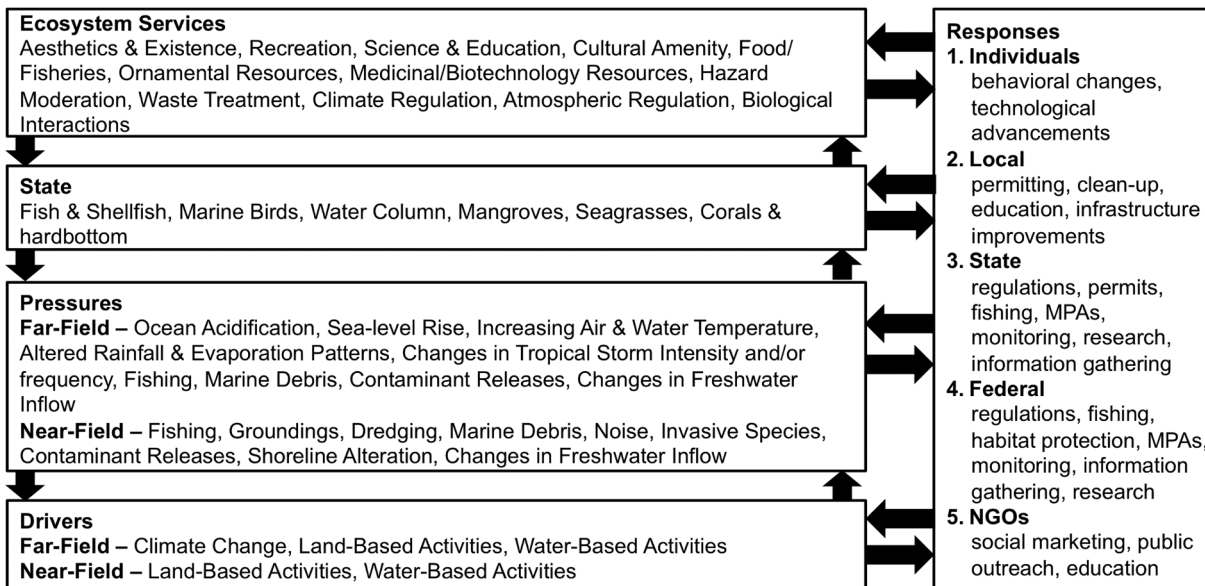 Ecosystem Services
Aesthetics & Existence, Recreation, Science & Education, Cultural Amenity, Food/
Fisheries, Ornamental Resources, Medicinal/Biotechnology Resources, Hazard
Moderation, Waste Treatment, Climate Regulation, Atmospheric Regulation, Biological
Interactions
State
Fish & Shellfish, Marine Birds, Water Column, Mangroves, Seagrasses, Corals &
hardbottom
Pressures
Far-Field – Ocean Acidification, Sea-level Rise, Increasing Air & Water Temperature,
Altered Rainfall & Evaporation Patterns, Changes in Tropical Storm Intensity and/or
frequency, Fishing, Marine Debris, Contaminant Releases, Changes in Freshwater
Inflow
Near-Field – Fishing, Groundings, Dredging, Marine Debris, Noise, Invasive Species,
Contaminant Releases, Shoreline Alteration, Changes in Freshwater Inflow
Drivers
Far-Field – Climate Change, Land-Based Activities, Water-Based Activities
Near-Field – Land-Based Activities, Water-Based Activities
Responses
1. Individuals
behavioral changes,
technological
advancements
2. Local
permitting, clean-up,
education, infrastructure
improvements
3. State
regulations, permits,
fishing, MPAs,
monitoring, research,
information gathering
4. Federal
regulations, fishing,
habitat protection, MPAs,
monitoring, information
gathering, research
5. NGOs
social marketing, public
outreach, education